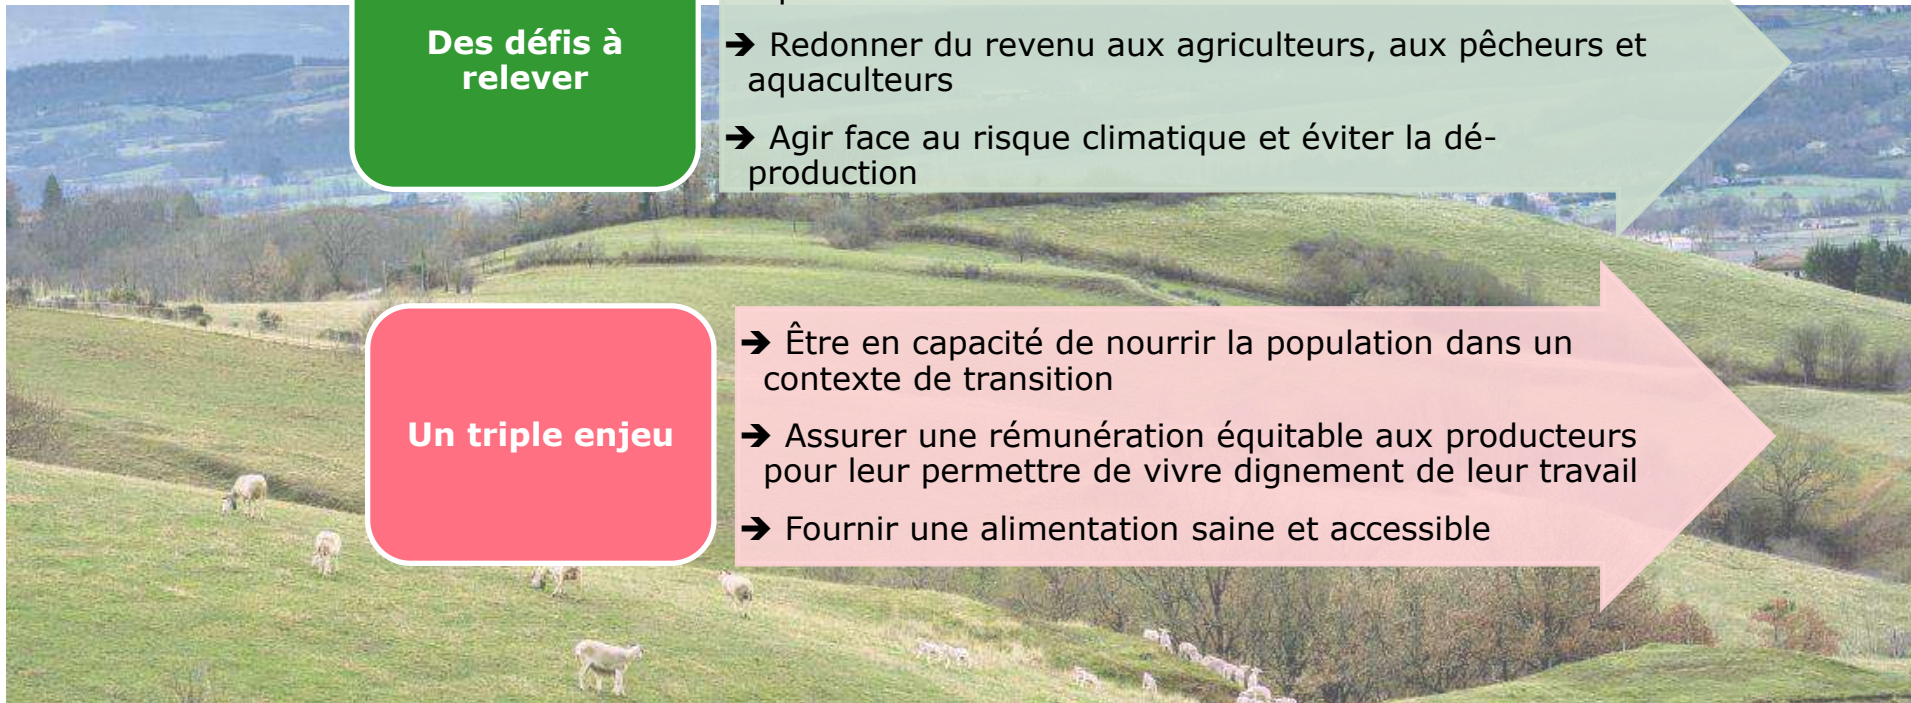 Des défis à
relever
➔ Redonner du revenu aux agriculteurs, aux pêcheurs et
aquaculteurs
➔ Agir face au risque climatique et éviter la dé-
production
Un triple enjeu
➔ Être en capacité de nourrir la population dans un
contexte de transition
➔ Assurer une rémunération équitable aux producteurs
pour leur permettre de vivre dignement de leur travail
➔ Fournir une alimentation saine et accessible